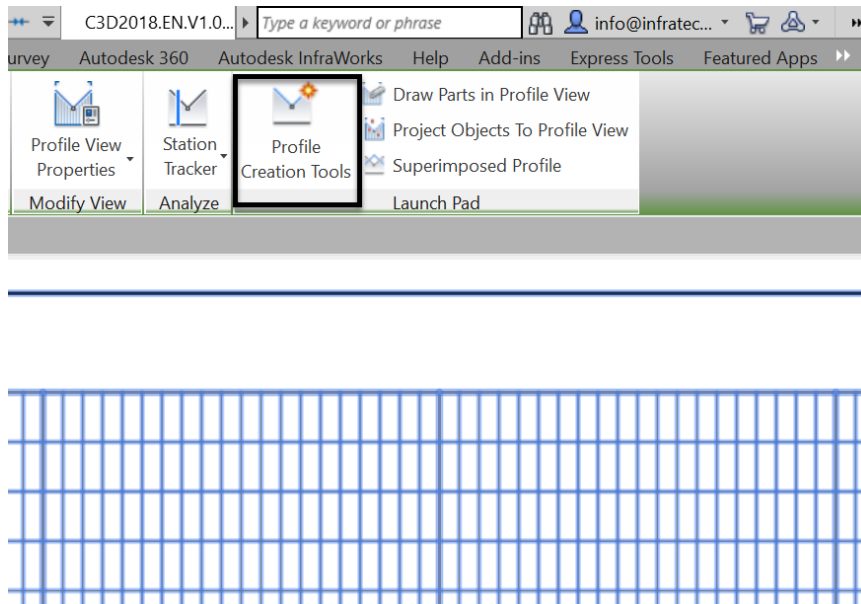 C3D2018.EN.V1.0... Type a keyword or phrase info@infratec...
urvey Autodesk 360 Autodesk InfraWorks Help Add-ins Express Tools Featured Apps
Profile View
Properties
Station
Tracker
Profile
Creation Tools
Draw Parts in Profile View
Project Objects To Profile View
Superimposed Profile
Modify View Analyze Launch Pad